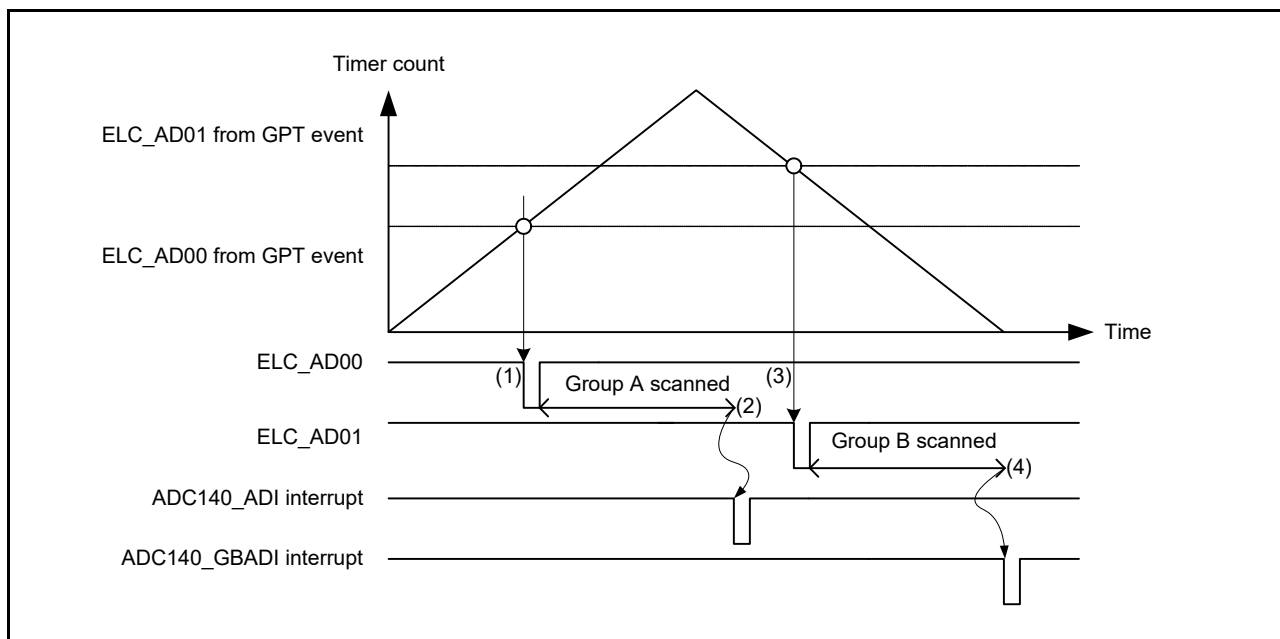 Timer count
ELC_AD01 from GPT event
ELC_AD00 from GPT event
Time
ELC_AD00
(1)
Group A scanned
(2)
(3)
ELC_AD01
Group B scanned
(4)
ADC140_ADI interrupt
ADC140_GBADI interrupt